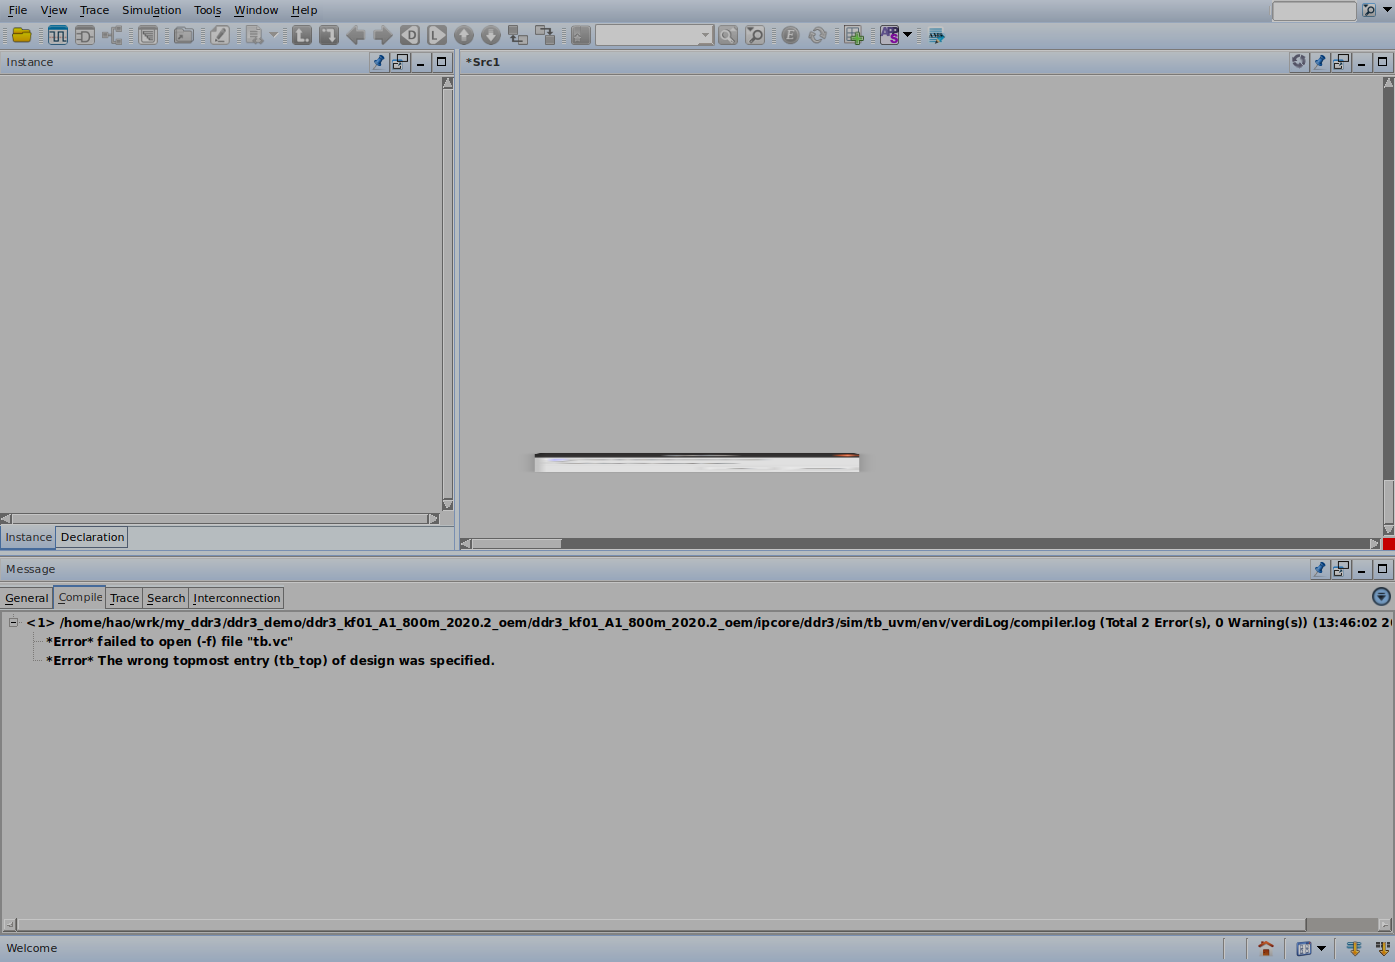 File View Trace Simulation Tools Window Help
Instance
*Src1
Instance Declaration
Message
General Compile Trace Search Interconnection
<1> /home/hao/wrk/my_ddr3/ddr3_demo/ddr3_kf01_A1_800m_2020.2_oem/ddr3_kf01_A1_800m_2020.2_oem/ipcore/ddr3/sim/tb_uvm/env/verdiLog/compiler.log (Total 2 Error(s), 0 Warning(s)) (13:46:02
*Error* failed to open (-f) file "tb.vc"
*Error* The wrong topmost entry (tb_top) of design was specified.
Welcome